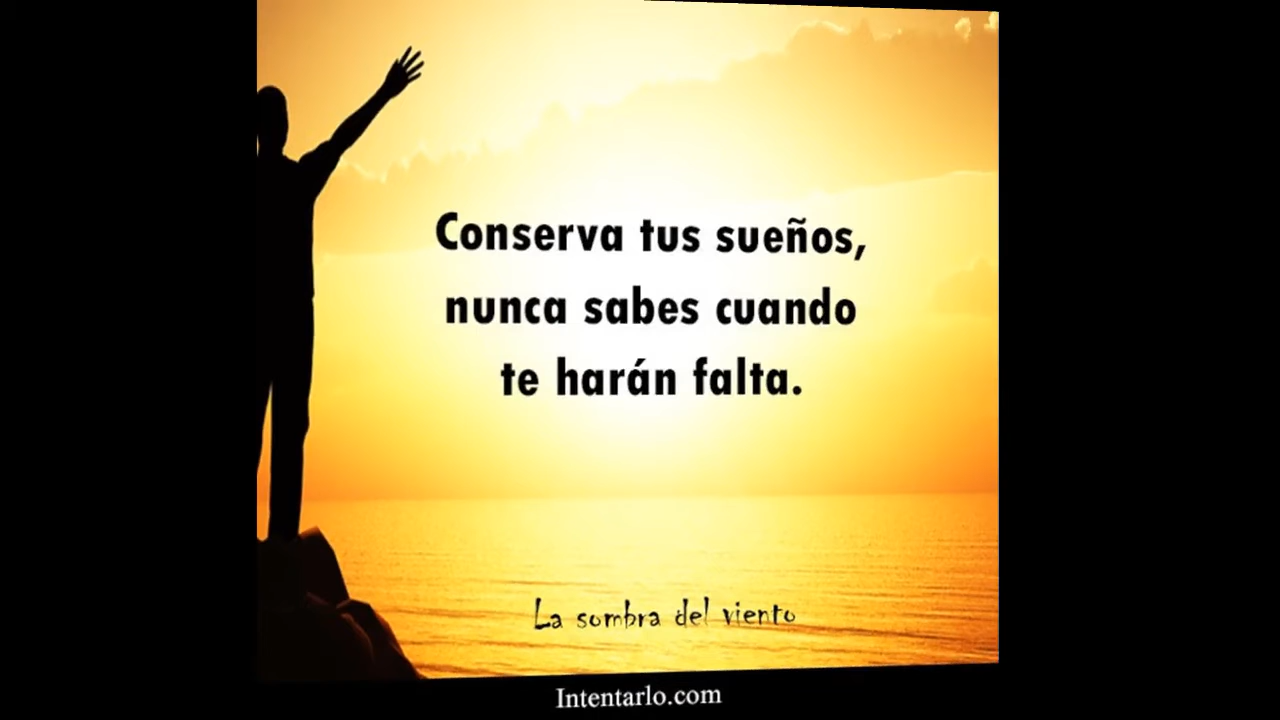 Conserva tus sueños,
nunca sabes cuando
te harán falta.
La sombra del viento
Intentarlo.com